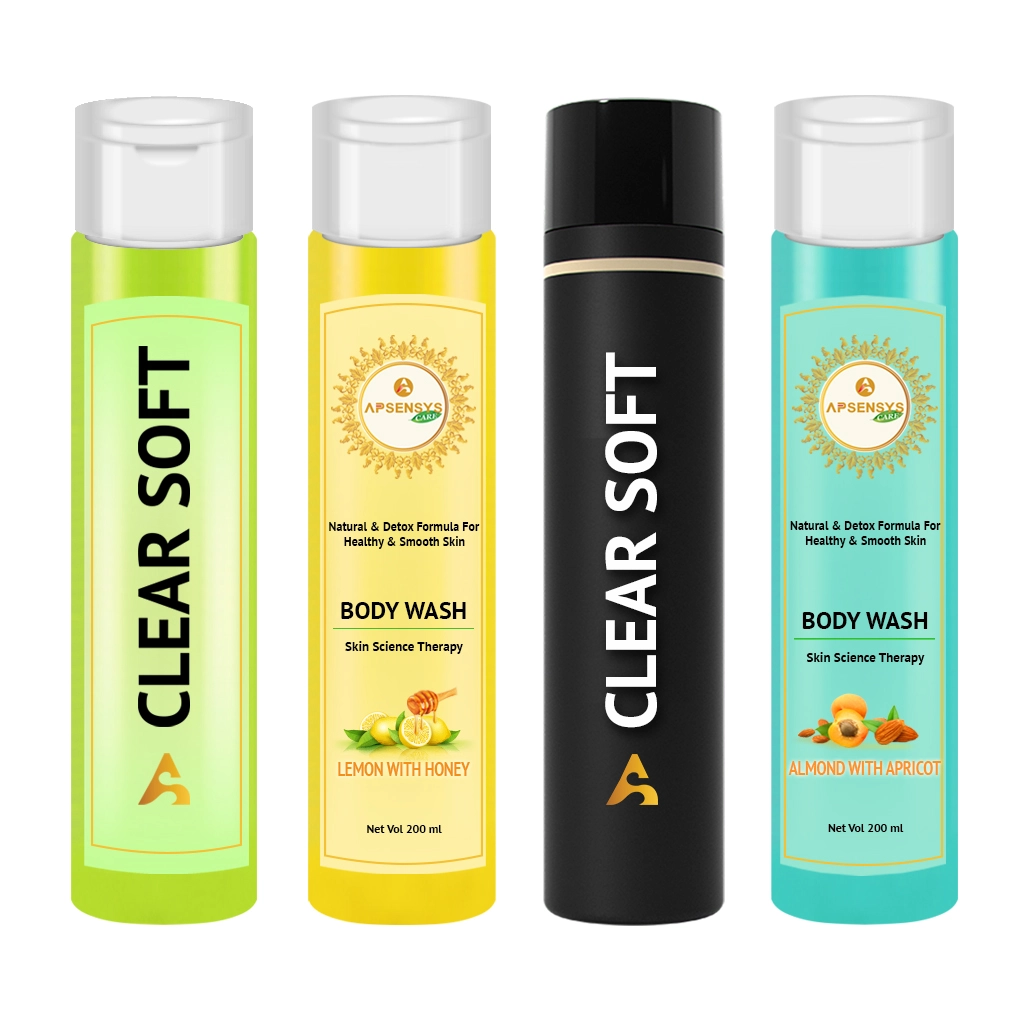 CLEAR SOFT
APSENSYS
CARE
Natural & Detox Formula For
Healthy & Smooth Skin
BODY WASH
Skin Science Therapy
LEMON WITH HONEY
Net Vol 200 ml
CLEAR SOFT
APSENSYS
CARE
Natural & Detox Formula For
Healthy & Smooth Skin
BODY WASH
Skin Science Therapy
ALMOND WITH APRICOT
Net Vol 200 ml